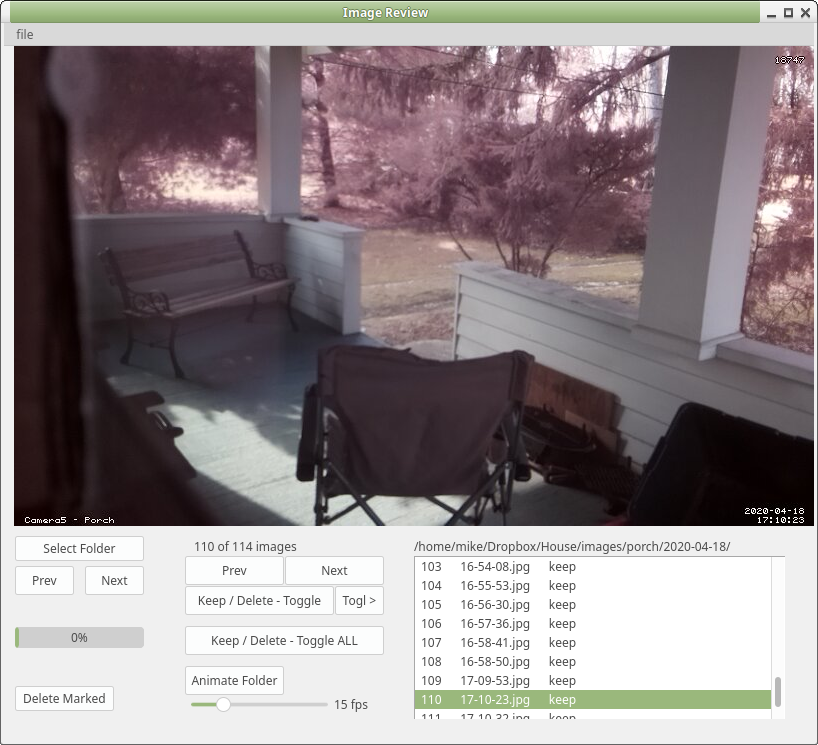 Image Review
file
18747
Camera5 - Porch
2020-04-18
17:10:23
Select Folder
110 of 114 images
/home/mike/Dropbox/House/images/porch/2020-04-18/
Prev
Next
Prev
Next
Keep / Delete - Toggle
Togl >
0%
Keep / Delete - Toggle ALL
Animate Folder
Delete Marked
15 fps
103 16-54-08.jpg keep
104 16-55-53.jpg keep
105 16-56-30.jpg keep
106 16-57-36.jpg keep
107 16-58-41.jpg keep
108 16-58-50.jpg keep
109 17-09-53.jpg keep
110 17-10-23.jpg keep
111 17-10-32.jpg keep